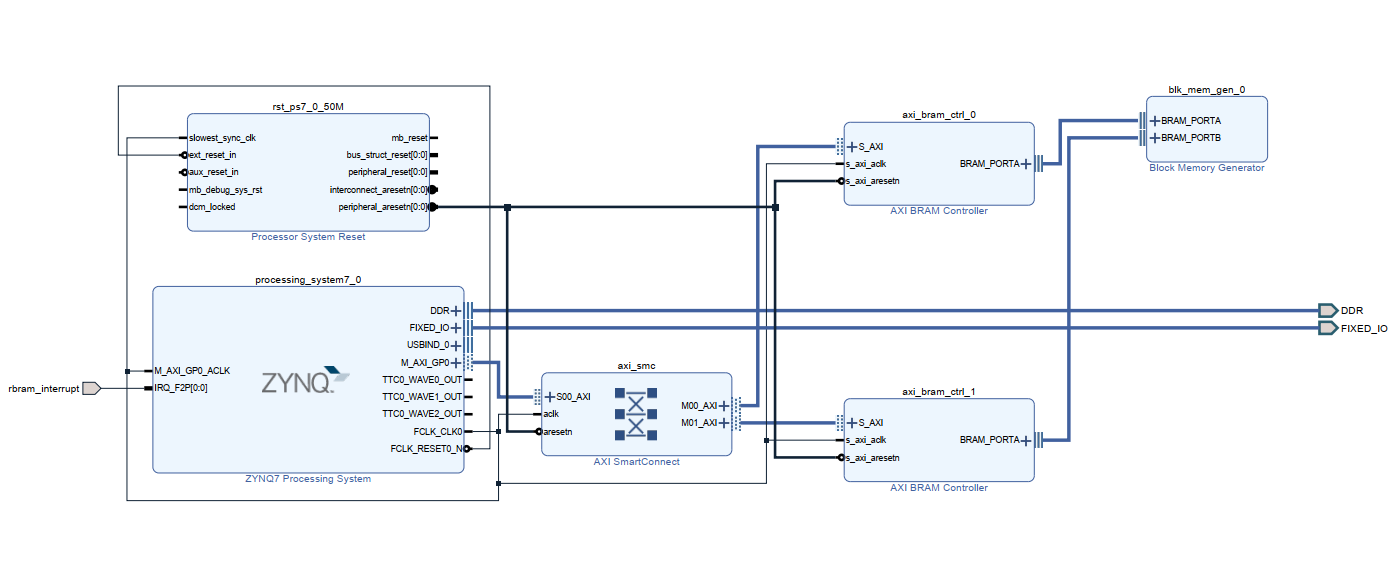 rst_ps7_0_50M
slowest_sync_clk
ext_reset_in
aux_reset_in
mb_debug_sys_rst
dcm_locked
mb_reset
bus_struct_reset[0:0]
peripheral_reset[0:0]
interconnect_aresetn[0:0]
peripheral_aresetn[0:0]
Processor System Reset
processing_system7_0
M_AXI_GP0_ACLK
IRQ_F2P[0:0]
ZYNQ
DDR
FIXED_IO
USBIND_0
M_AXI_GP0
TTC0_WAVE0_OUT
TTC0_WAVE1_OUT
TTC0_WAVE2_OUT
FCLK_CLK0
FCLK_RESET0_N
ZYNQ7 Processing System
rbram_interrupt
axi_smc
S00_AXI
aclk
aresetn
M00_AXI
M01_AXI
AXI SmartConnect
axi_bram_ctrl_0
S_AXI
s_axi_aclk
s_axi_aresetn
BRAM_PORTA
AXI BRAM Controller
axi_bram_ctrl_1
S_AXI
s_axi_aclk
s_axi_aresetn
BRAM_PORTA
AXI BRAM Controller
blk_mem_gen_0
BRAM_PORTA
BRAM_PORTB
Block Memory Generator
DDR
FIXED_IO